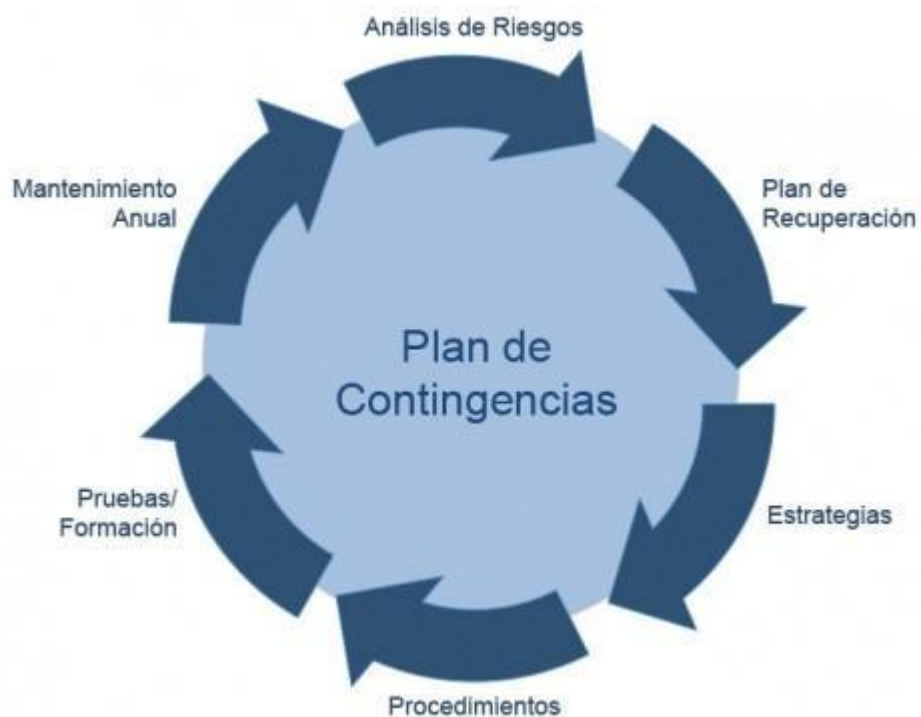 Análisis de Riesgos
Plan de
Recuperación
Estrategias
Procedimientos
Pruebas/
Formación
Mantenimiento
Anual
Plan de
Contingencias